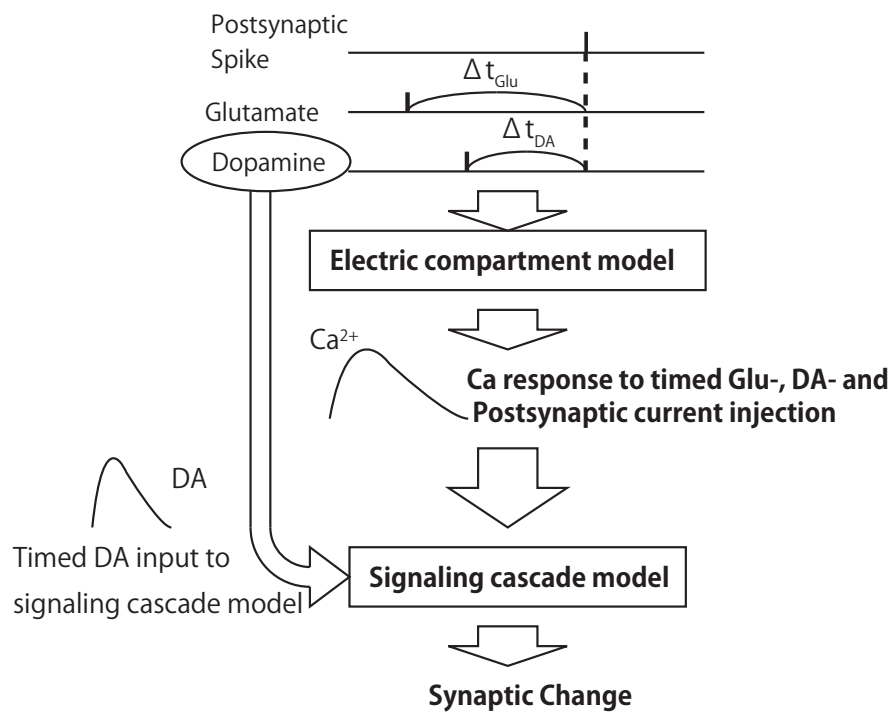 Postsynaptic
Spike
Δ t_Glu
Glutamate
Δ t_DA
Dopamine
Electric compartment model
Ca²⁺
Ca response to timed Glu-, DA- and
Postsynaptic current injection
DA
Timed DA input to
signaling cascade model
Signaling cascade model
Synaptic Change